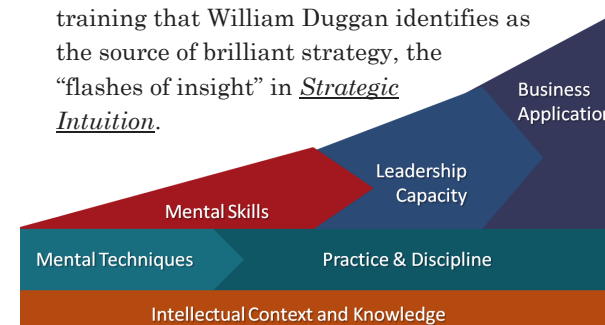 training that William Duggan identifies as
the source of brilliant strategy, the
“flashes of insight” in Strategic
Intuition.
Business
Application
Leadership
Capacity
Mental Skills
Mental Techniques
Practice & Discipline
Intellectual Context and Knowledge